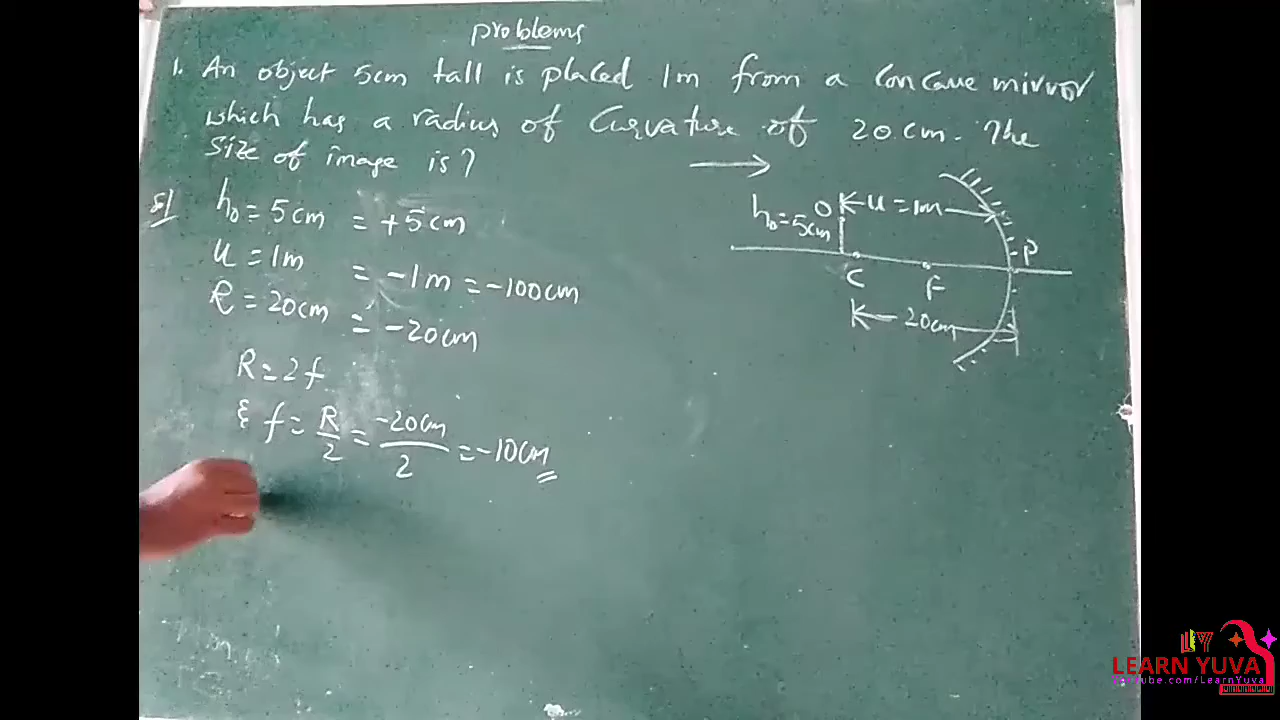 problems
1. An object 5cm tall is placed 1m from a Concave mirror
which has a radius of Curvature of 20cm. The
size of image is?
Sol
h₀ = 5cm = +5cm
u = 1m = -1m = -100cm
R = 20cm = -20cm
R = 2f
& f = R/2 = -20cm/2 = -10cm
O u = 1m
h₀ = 5cm
P
C F
20cm
LY
LEARN YUVA
YouTube.com/LearnYuva